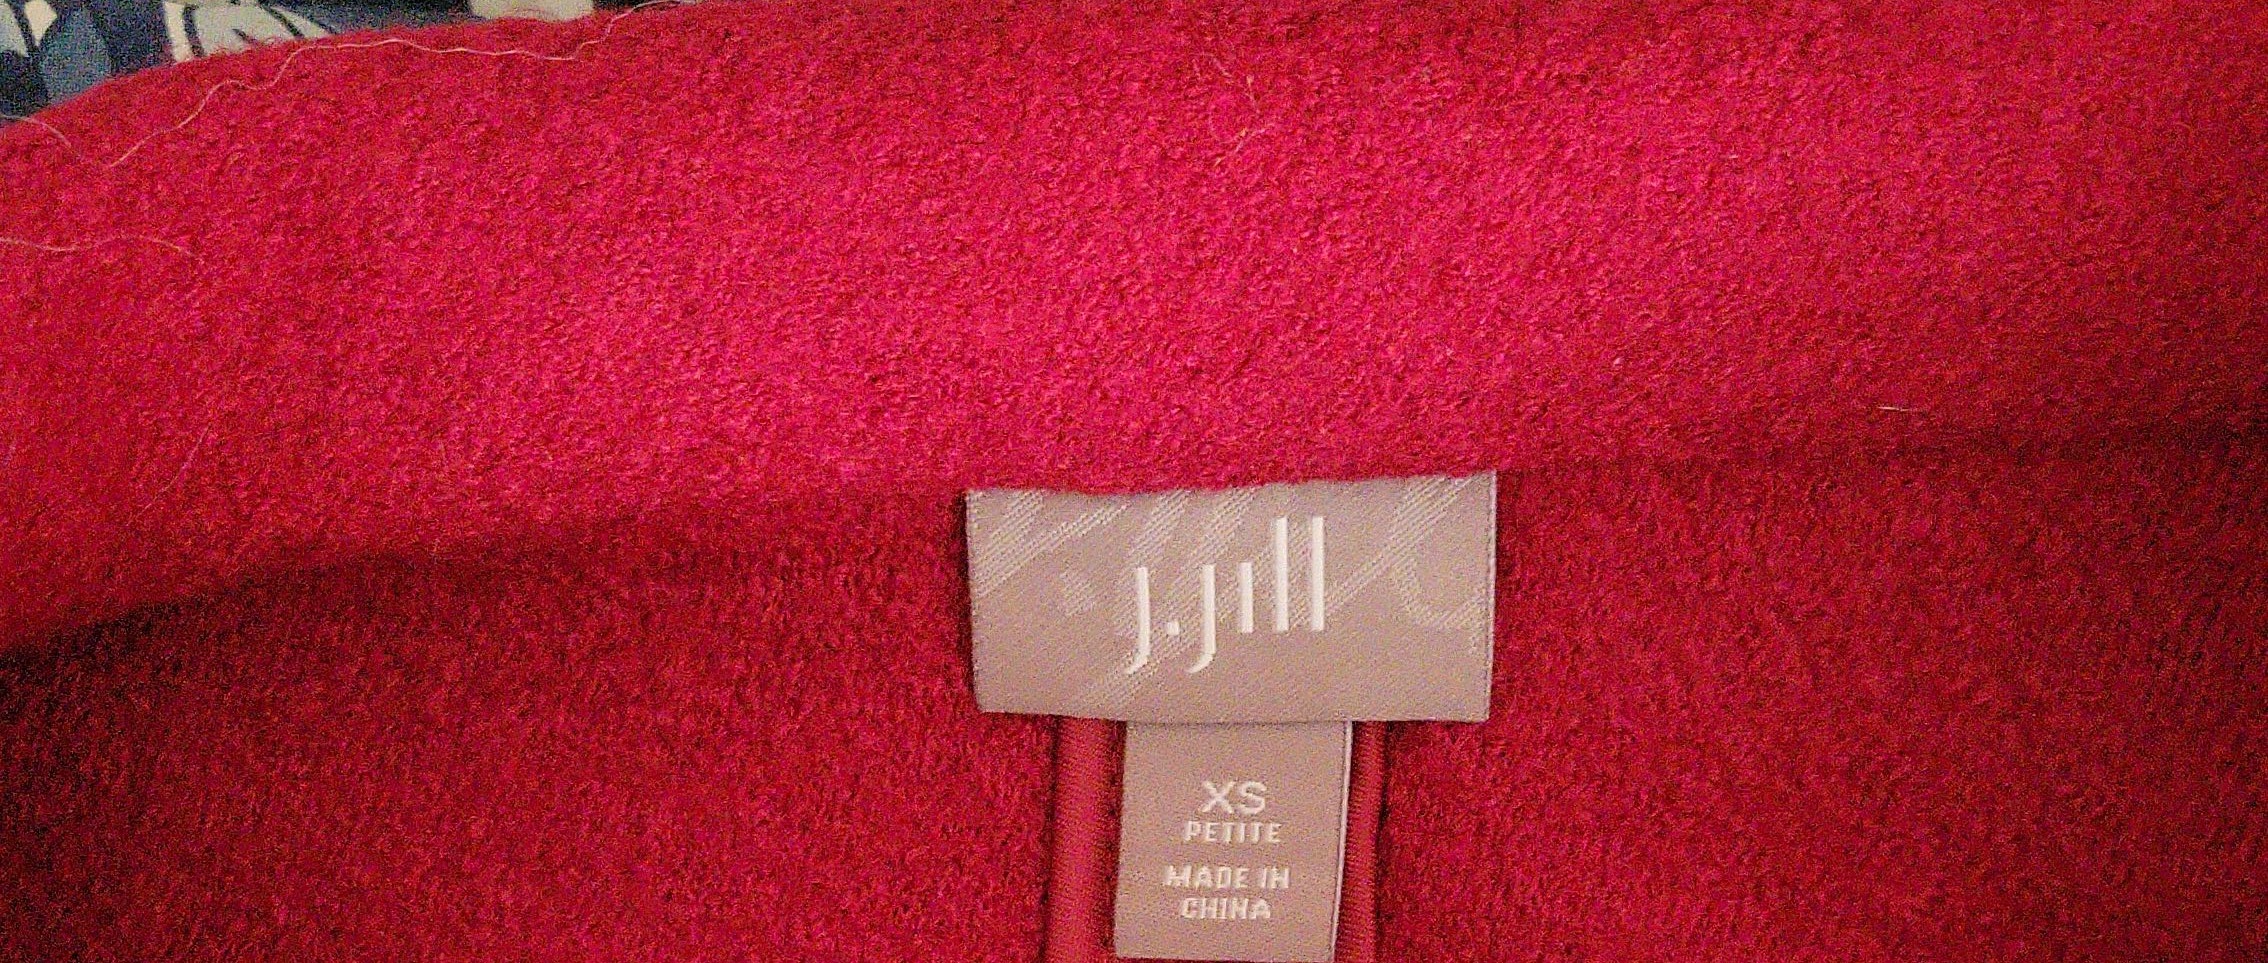 j.jill
XS
PETITE
MADE IN
CHINA